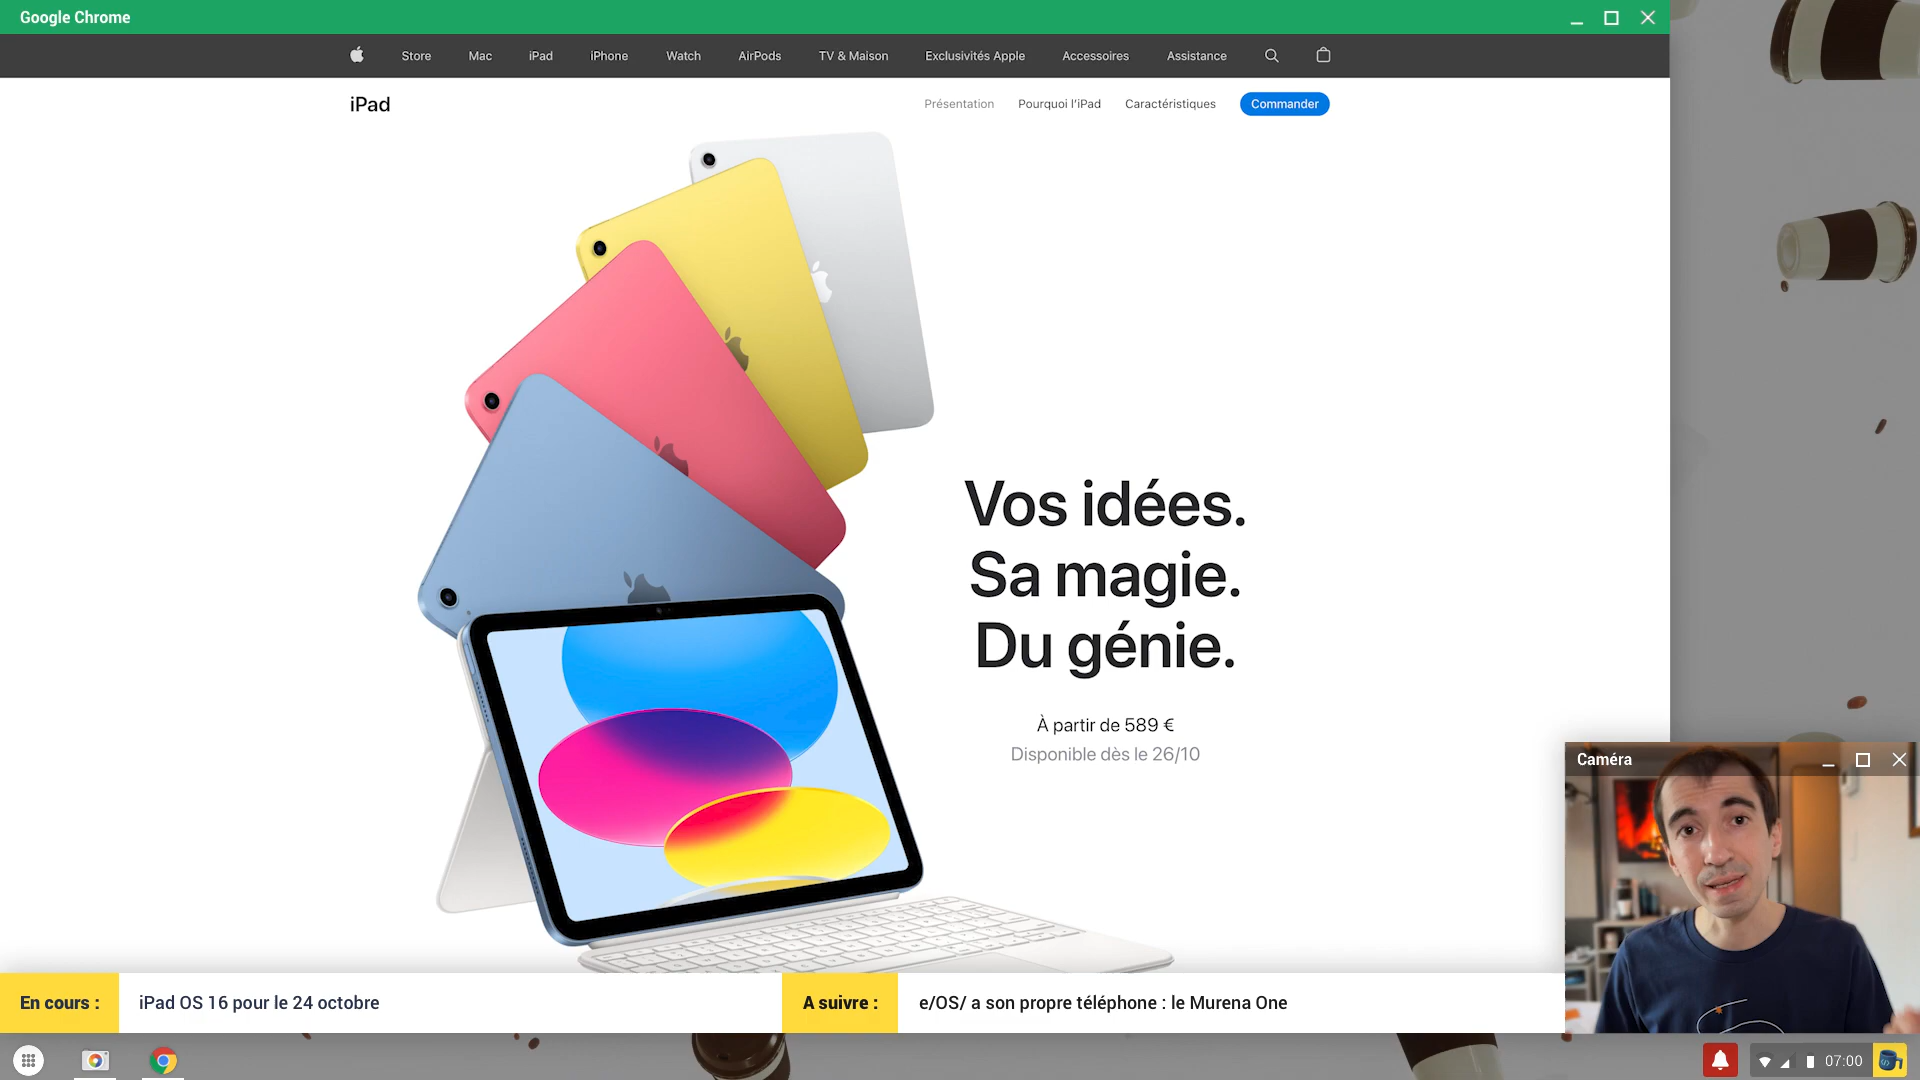 Google Chrome
Store Mac iPad iPhone Watch AirPods TV & Maison Exclusivités Apple Accessoires Assistance
iPad
Présentation Pourquoi l'iPad Caractéristiques Commander
Vos idées.
Sa magie.
Du génie.
À partir de 589 €
Disponible dès le 26/10
Caméra
En cours : iPad OS 16 pour le 24 octobre
A suivre : e/OS/ a son propre téléphone : le Murena One
07:00